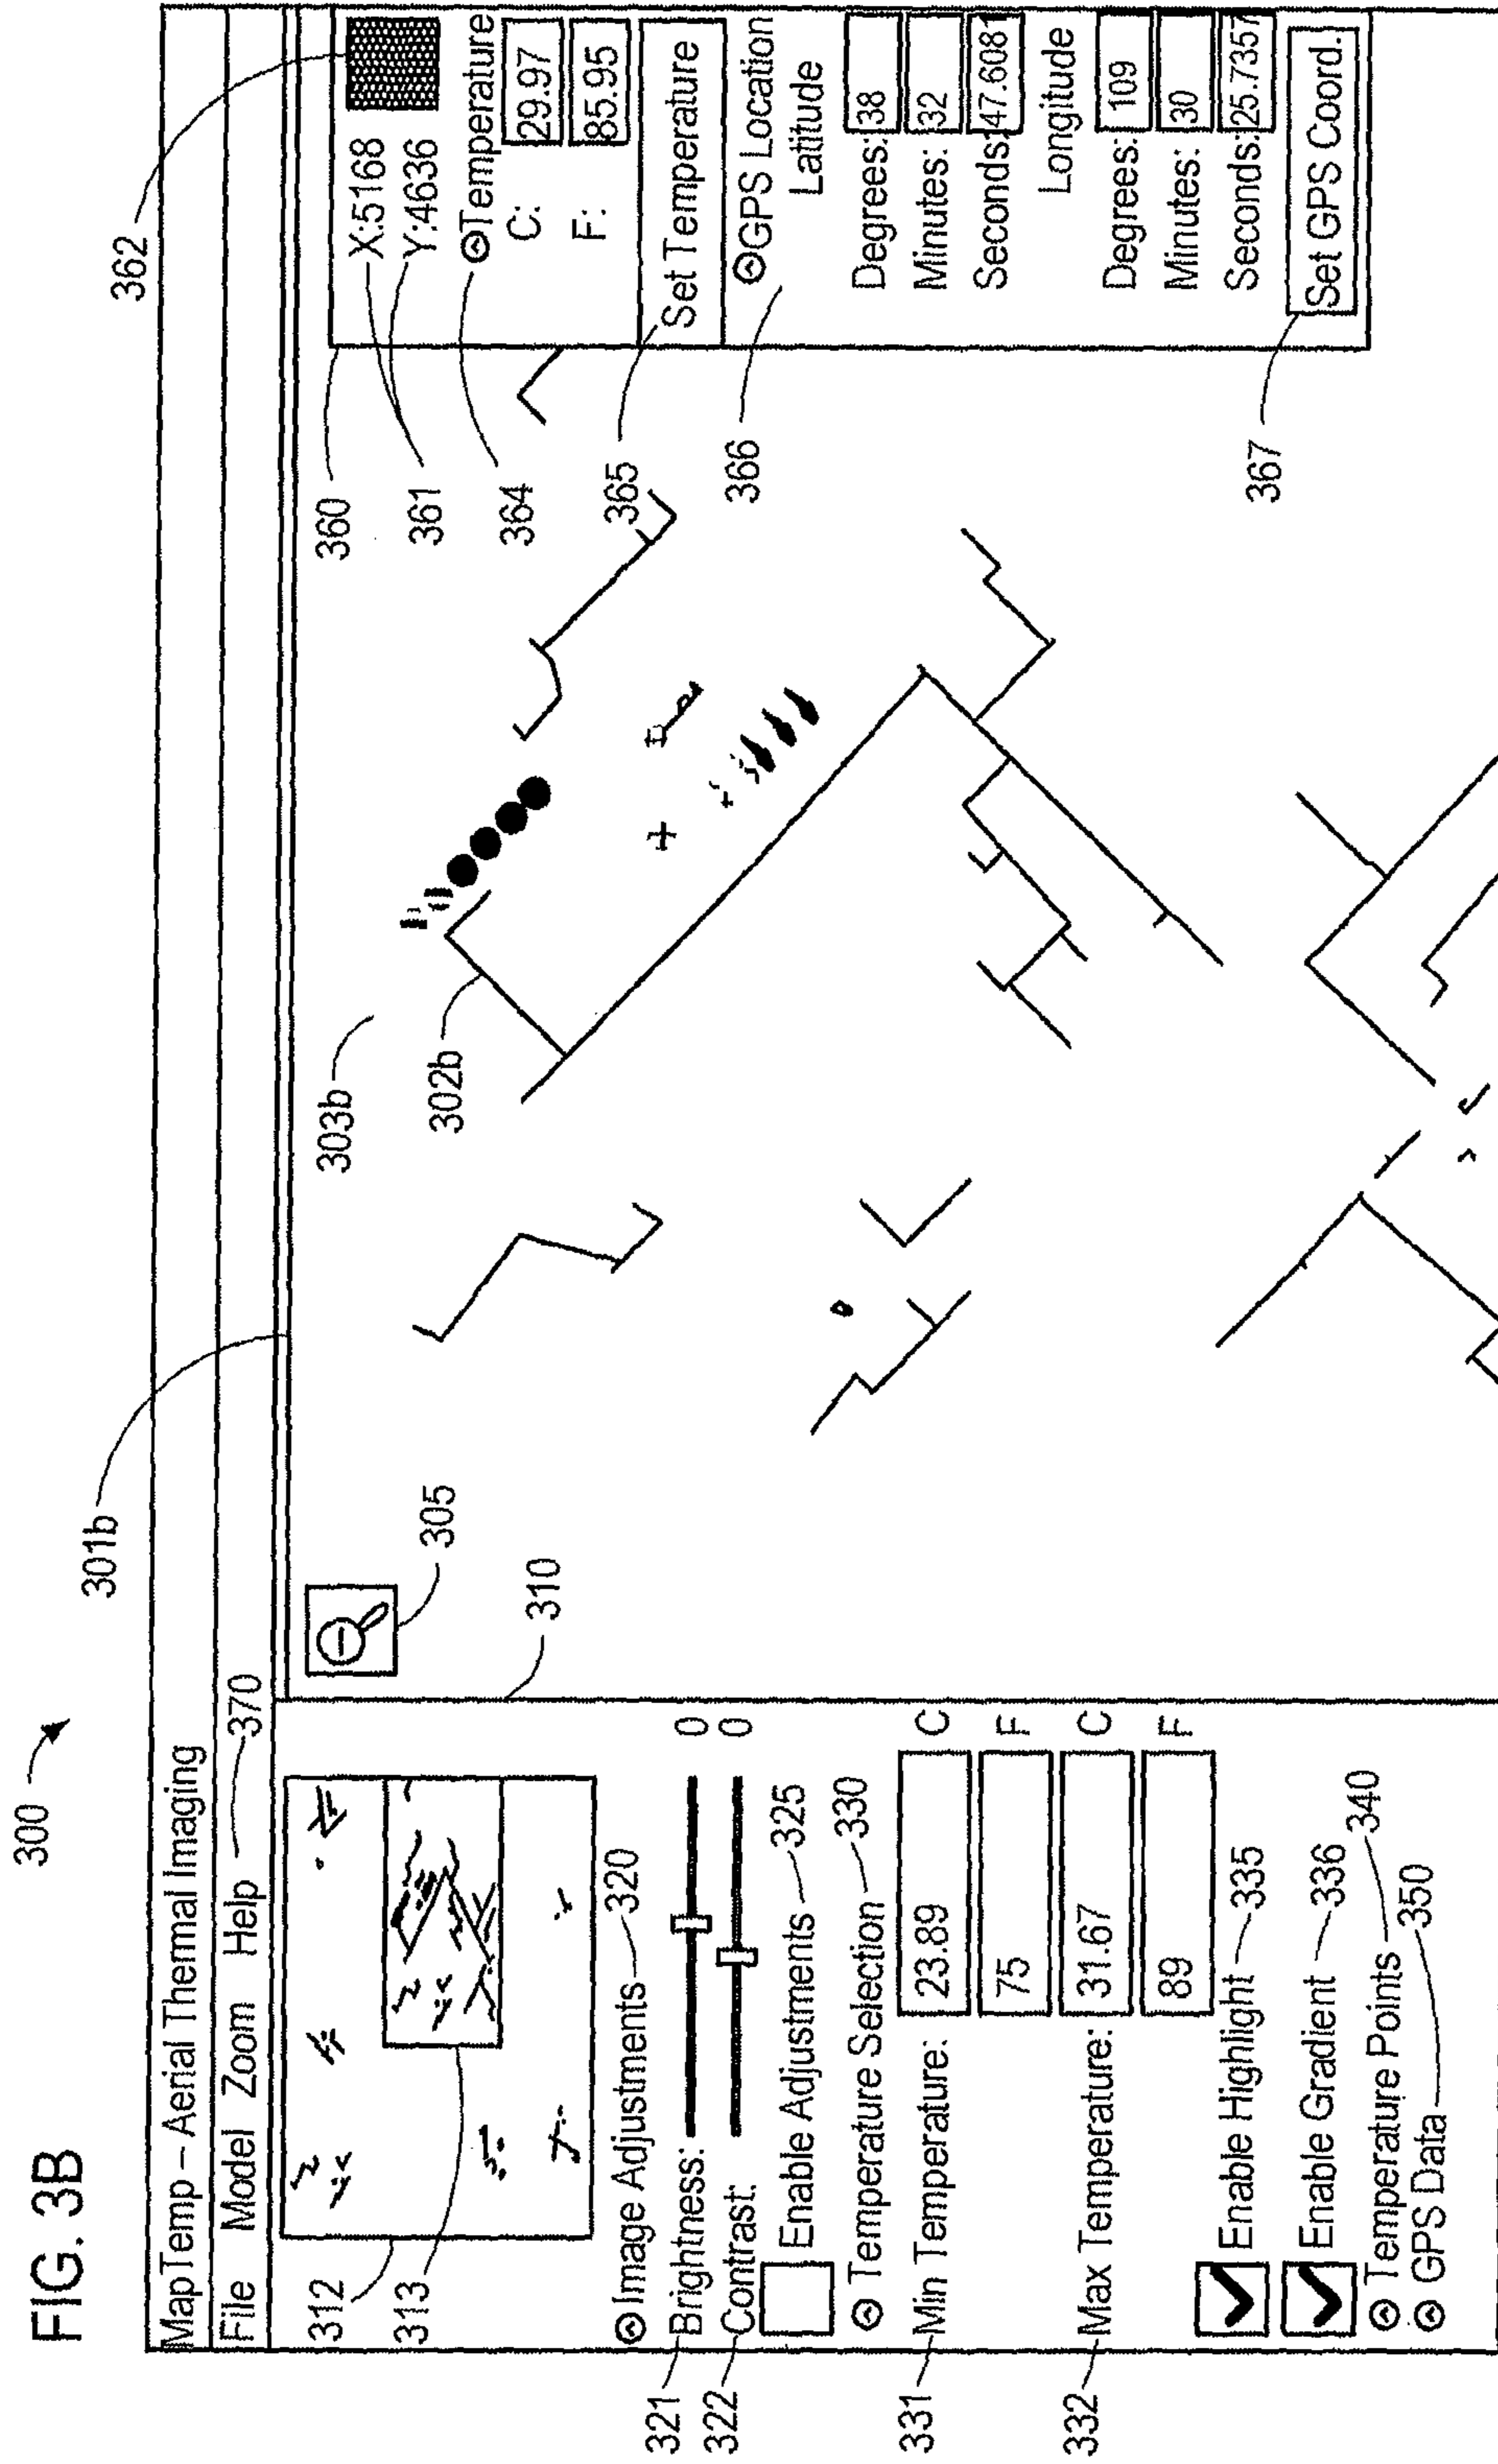 FIG. 3B
300
301b
362
MapTemp – Aerial Thermal Imaging
File Model Zoom Help 370
312
313
Image Adjustments 320
321 Brightness: 0
322 Contrast: 0
Enable Adjustments 325
Temperature Selection 330
331 Min Temperature: 23.89 C
75 F
332 Max Temperature: 31.67 C
89 F
Enable Highlight 335
Enable Gradient 336
Temperature Points 340
GPS Data 350
305
310
303b
302b
360
361
364
365
366
367
X:5168
Y:4636
Temperature
C: 29.97
F: 85.95
Set Temperature
GPS Location
Latitude
Degrees: 38
Minutes: 32
Seconds: 47.6081
Longitude
Degrees: 109
Minutes: 30
Seconds: 25.7357
Set GPS Coord.